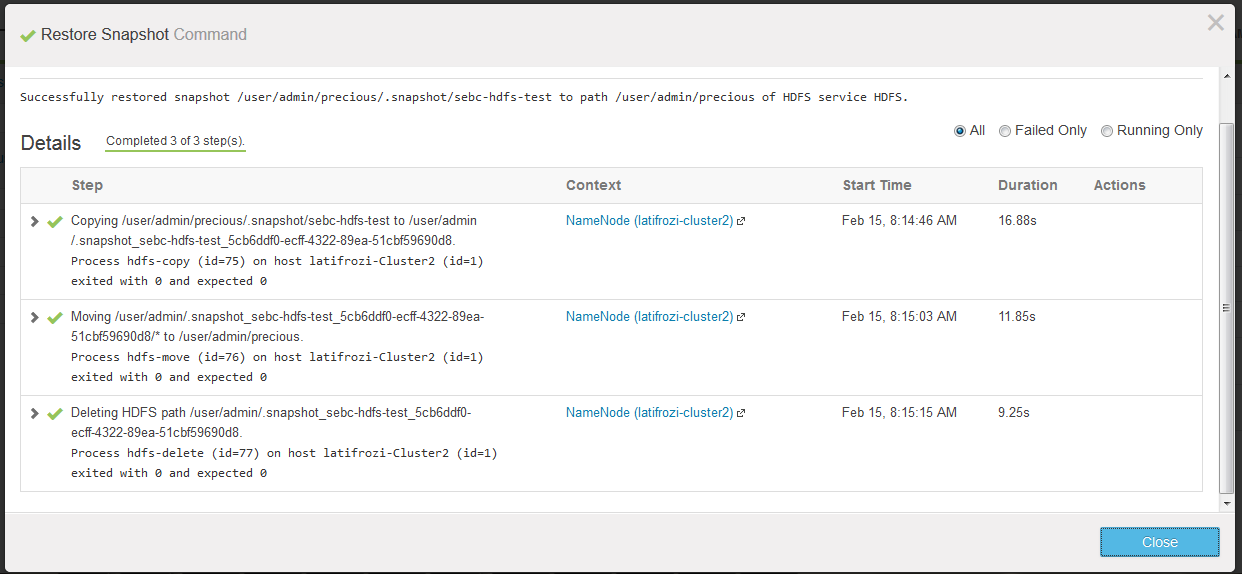 Restore Snapshot Command
Successfully restored snapshot /user/admin/precious/.snapshot/sebc-hdfs-test to path /user/admin/precious of HDFS service HDFS.
Details Completed 3 of 3 step(s). All Failed Only Running Only
Step Context Start Time Duration Actions
Copying /user/admin/precious/.snapshot/sebc-hdfs-test to /user/admin NameNode (latifrozi-cluster2) Feb 15, 8:14:46 AM 16.88s
/.snapshot_sebc-hdfs-test_5cb6ddf0-ecff-4322-89ea-51cbf59690d8.
Process hdfs-copy (id=75) on host latifrozi-Cluster2 (id=1)
exited with 0 and expected 0
Moving /user/admin/.snapshot_sebc-hdfs-test_5cb6ddf0-ecff-4322-89ea- NameNode (latifrozi-cluster2) Feb 15, 8:15:03 AM 11.85s
51cbf59690d8/* to /user/admin/precious.
Process hdfs-move (id=76) on host latifrozi-Cluster2 (id=1)
exited with 0 and expected 0
Deleting HDFS path /user/admin/.snapshot_sebc-hdfs-test_5cb6ddf0- NameNode (latifrozi-cluster2) Feb 15, 8:15:15 AM 9.25s
ecff-4322-89ea-51cbf59690d8.
Process hdfs-delete (id=77) on host latifrozi-Cluster2 (id=1)
exited with 0 and expected 0
Close